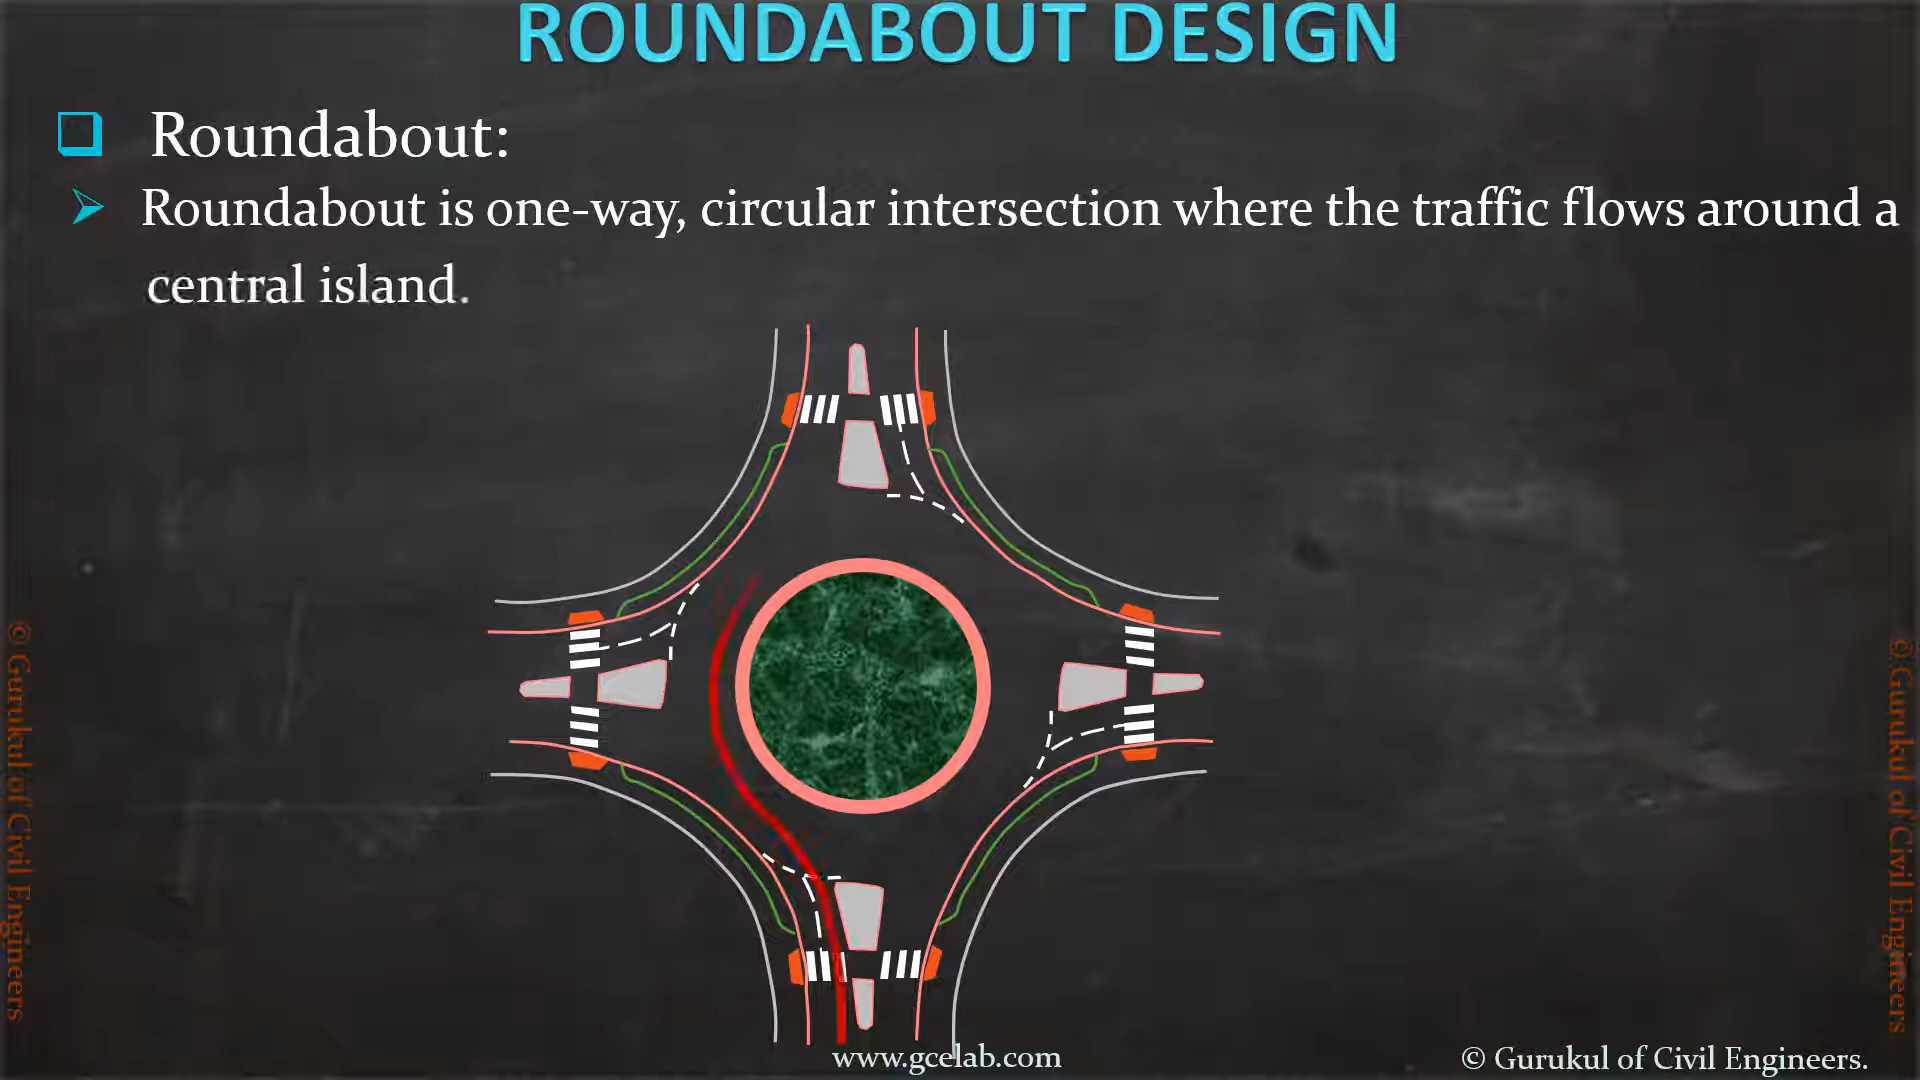 ROUNDABOUT DESIGN
Roundabout:
Roundabout is one-way, circular intersection where the traffic flows around a
central island.
© Gurukul of Civil Engineers
© Gurukul of Civil Engineers
www.gcelab.com
© Gurukul of Civil Engineers.